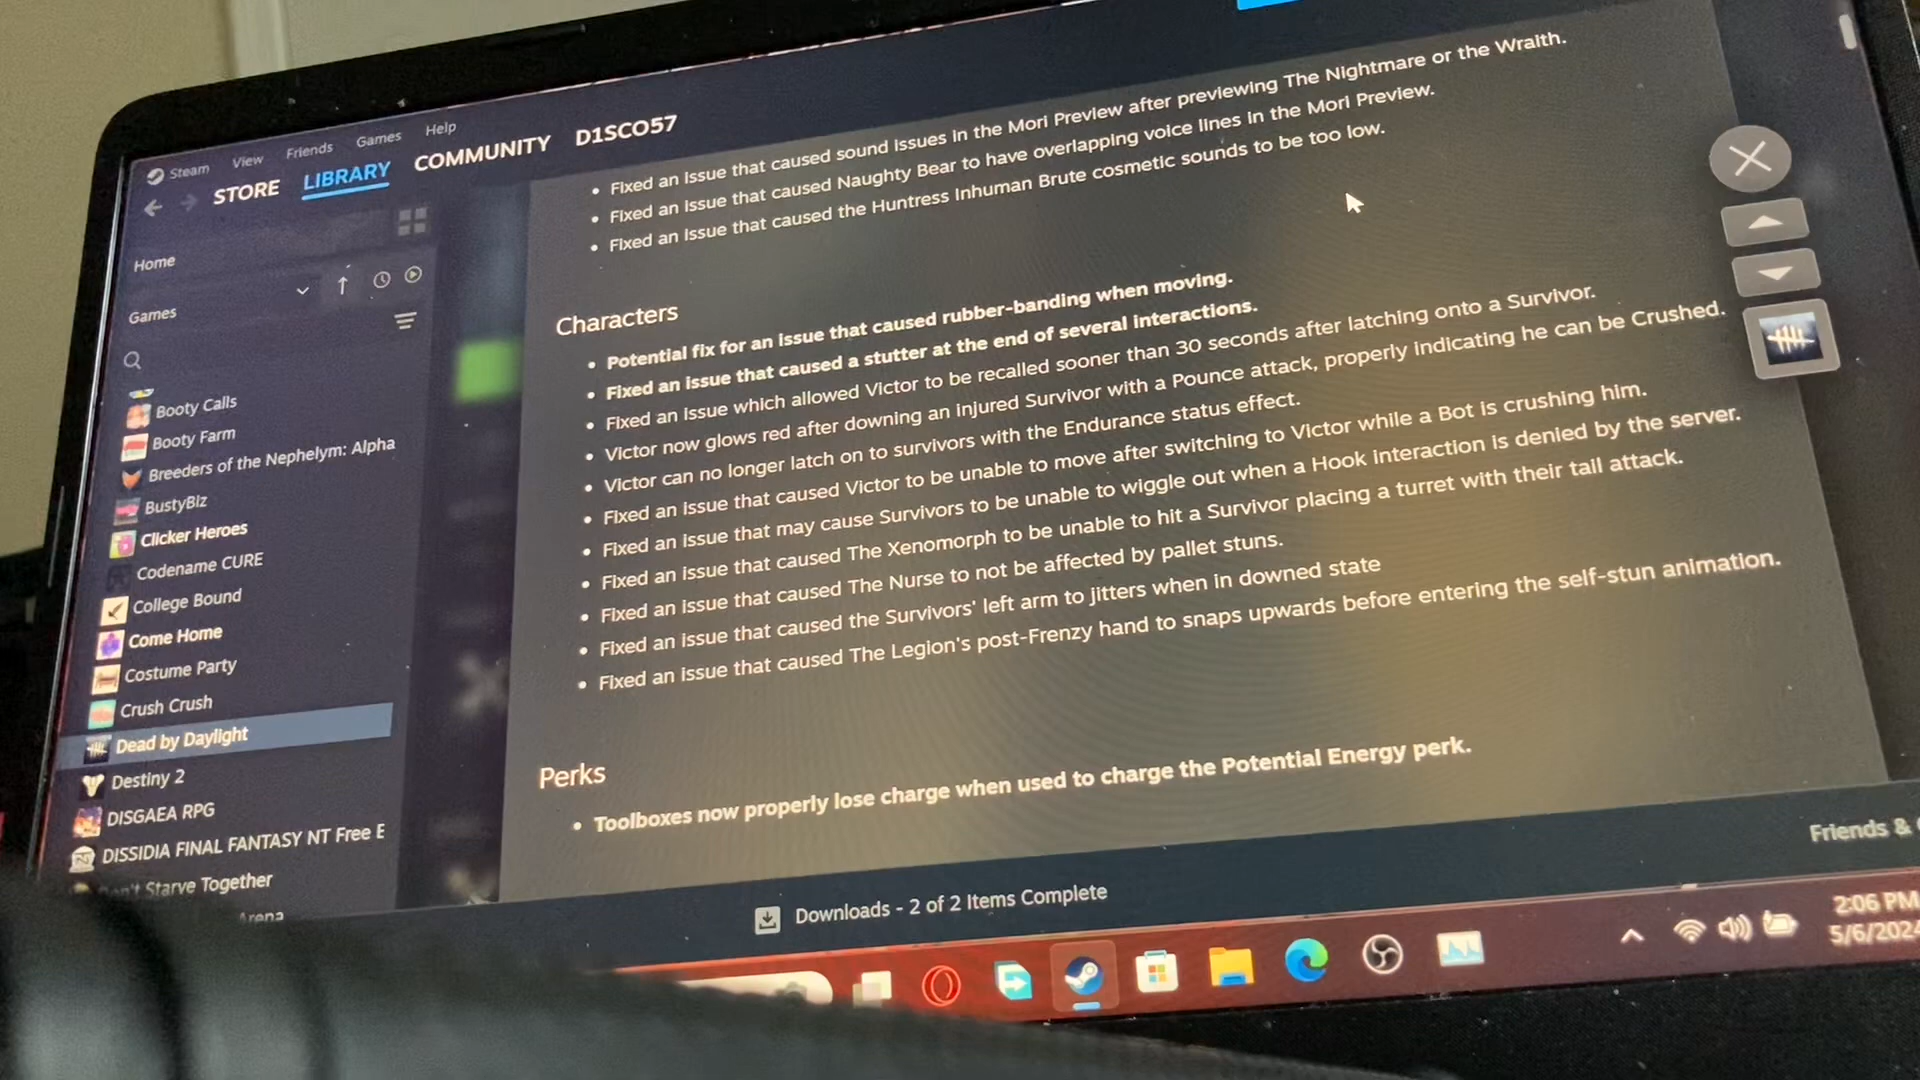 Steam View Friends Games Help
STORE LIBRARY COMMUNITY D1SCO57
Home
Games
Booty Calls
Booty Farm
Breeders of the Nephelym: Alpha
BustyBiz
Clicker Heroes
Codename CURE
College Bound
Come Home
Costume Party
Crush Crush
Dead by Daylight
Destiny 2
DISGAEA RPG
DISSIDIA FINAL FANTASY NT Free E
Starve Together
Arena
• Fixed an issue that caused sound issues in the Mori Preview after previewing The Nightmare or the Wraith.
• Fixed an issue that caused Naughty Bear to have overlapping voice lines in the Mori Preview.
• Fixed an issue that caused the Huntress Inhuman Brute cosmetic sounds to be too low.
Characters
• Potential fix for an issue that caused rubber-banding when moving.
• Fixed an issue that caused a stutter at the end of several interactions.
• Fixed an issue which allowed Victor to be recalled sooner than 30 seconds after latching onto a Survivor.
• Victor now glows red after downing an injured Survivor with a Pounce attack, properly indicating he can be Crushed.
• Victor can no longer latch on to survivors with the Endurance status effect.
• Fixed an issue that caused Victor to be unable to move after switching to Victor while a Bot is crushing him.
• Fixed an issue that may cause Survivors to be unable to wiggle out when a Hook interaction is denied by the server.
• Fixed an issue that caused The Xenomorph to be unable to hit a Survivor placing a turret with their tail attack.
• Fixed an issue that caused The Nurse to not be affected by pallet stuns.
• Fixed an issue that caused the Survivors' left arm to jitters when in downed state
• Fixed an issue that caused The Legion's post-Frenzy hand to snaps upwards before entering the self-stun animation.
Perks
• Toolboxes now properly lose charge when used to charge the Potential Energy perk.
Downloads - 2 of 2 Items Complete
Friends &
2:06 PM
5/6/2024